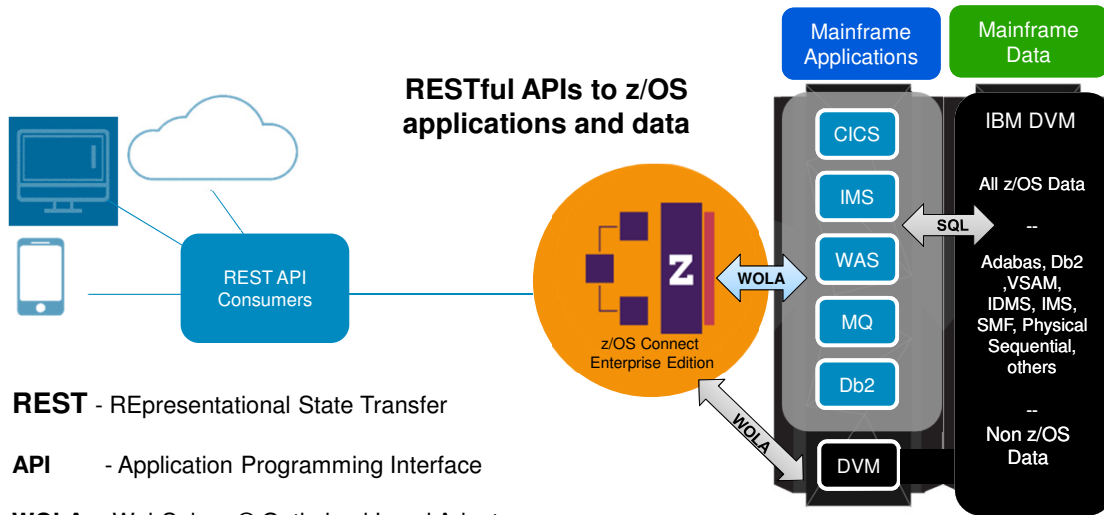 Mainframe
Applications
Mainframe
Data
RESTful APIs to z/OS
applications and data
CICS
IMS
WAS
MQ
Db2
DVM
IBM DVM
All z/OS Data
--
Adabas, Db2
,VSAM,
IDMS, IMS,
SMF, Physical
Sequential,
others
--
Non z/OS
Data
SQL
WOLA
WOLA
REST API
Consumers
Z
z/OS Connect
Enterprise Edition
REST - REpresentational State Transfer
API - Application Programming Interface